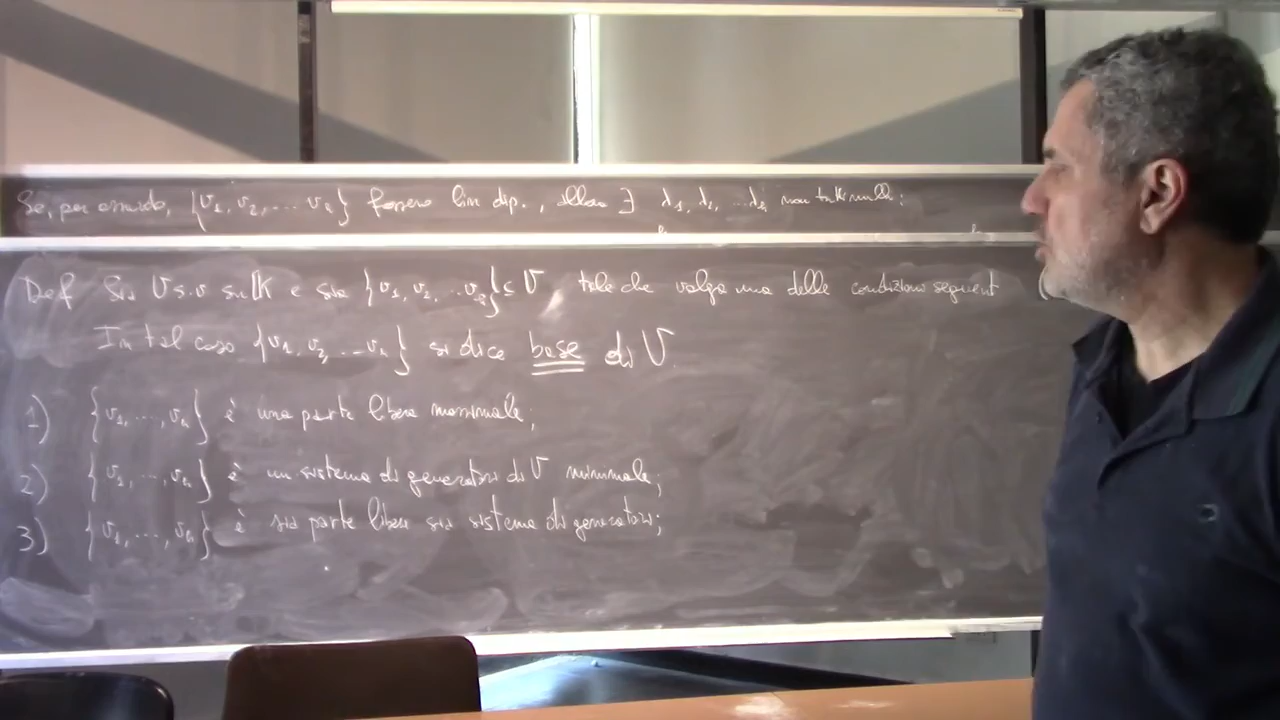 Se, per assurdo, {v₁, v₂, ... vₙ} fossero lin dip., allora ∃ λ₁, λ₂, ...λₙ non tutti nulli:
Def Sia V s.v su K e sia {v₁, v₂, ...vₙ} ⊆ V tale che valga una delle condizioni seguenti
In tal caso {v₁, v₂, ...vₙ} si dice base di V.
1) {v₁, ..., vₙ} è una parte libera massimale;
2) {v₁, ..., vₙ} è un sistema di generatori di V minimale;
3) {v₁, ..., vₙ} è sia parte libera sia sistema di generatori;